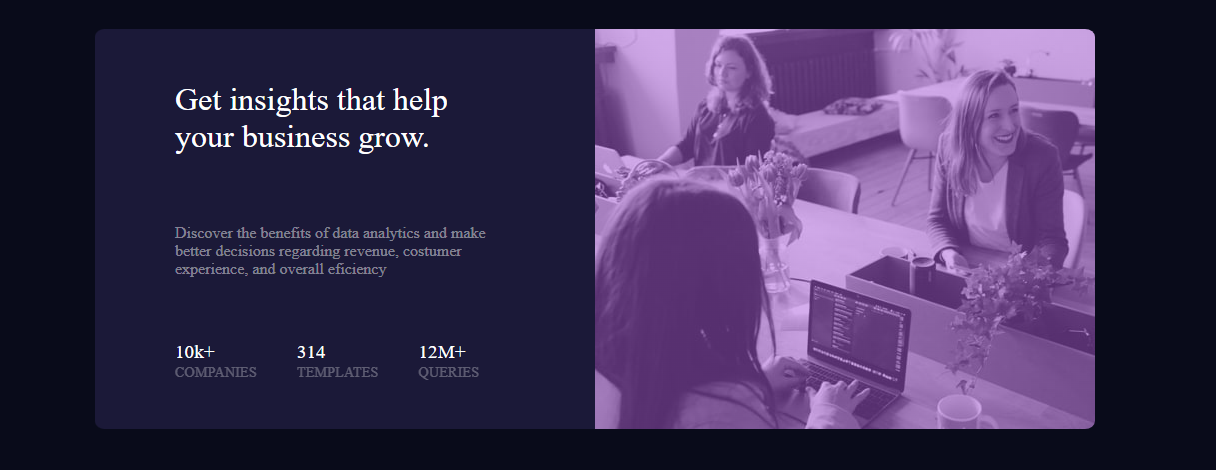 Get insights that help
your business grow.
Discover the benefits of data analytics and make
better decisions regarding revenue, costumer
experience, and overall eficiency
10k+ 314 12M+
COMPANIES TEMPLATES QUERIES